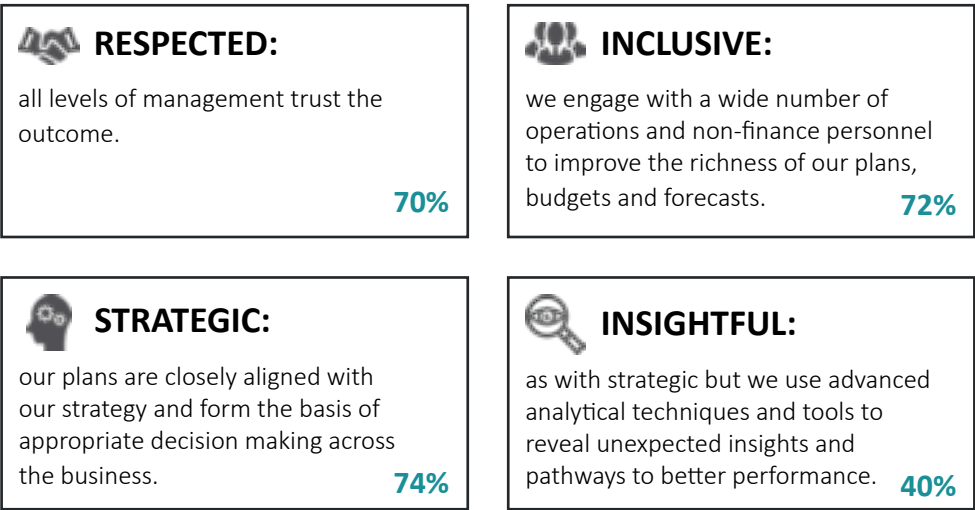 RESPECTED:
all levels of management trust the
outcome.
70%
INCLUSIVE:
we engage with a wide number of
operations and non-finance personnel
to improve the richness of our plans,
budgets and forecasts.
72%
STRATEGIC:
our plans are closely aligned with
our strategy and form the basis of
appropriate decision making across
the business.
74%
INSIGHTFUL:
as with strategic but we use advanced
analytical techniques and tools to
reveal unexpected insights and
pathways to better performance.
40%